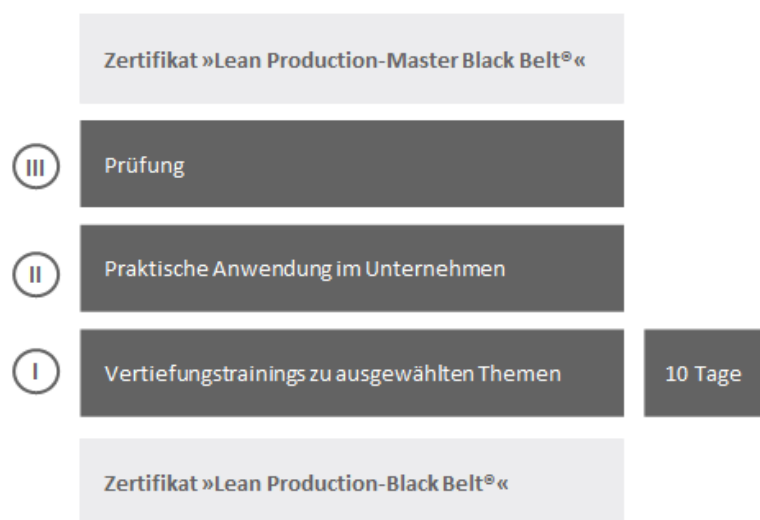 Zertifikat »Lean Production-Master Black Belt®«
III
Prüfung
II
Praktische Anwendung im Unternehmen
I
Vertiefungstrainings zu ausgewählten Themen
10 Tage
Zertifikat »Lean Production-Black Belt®«